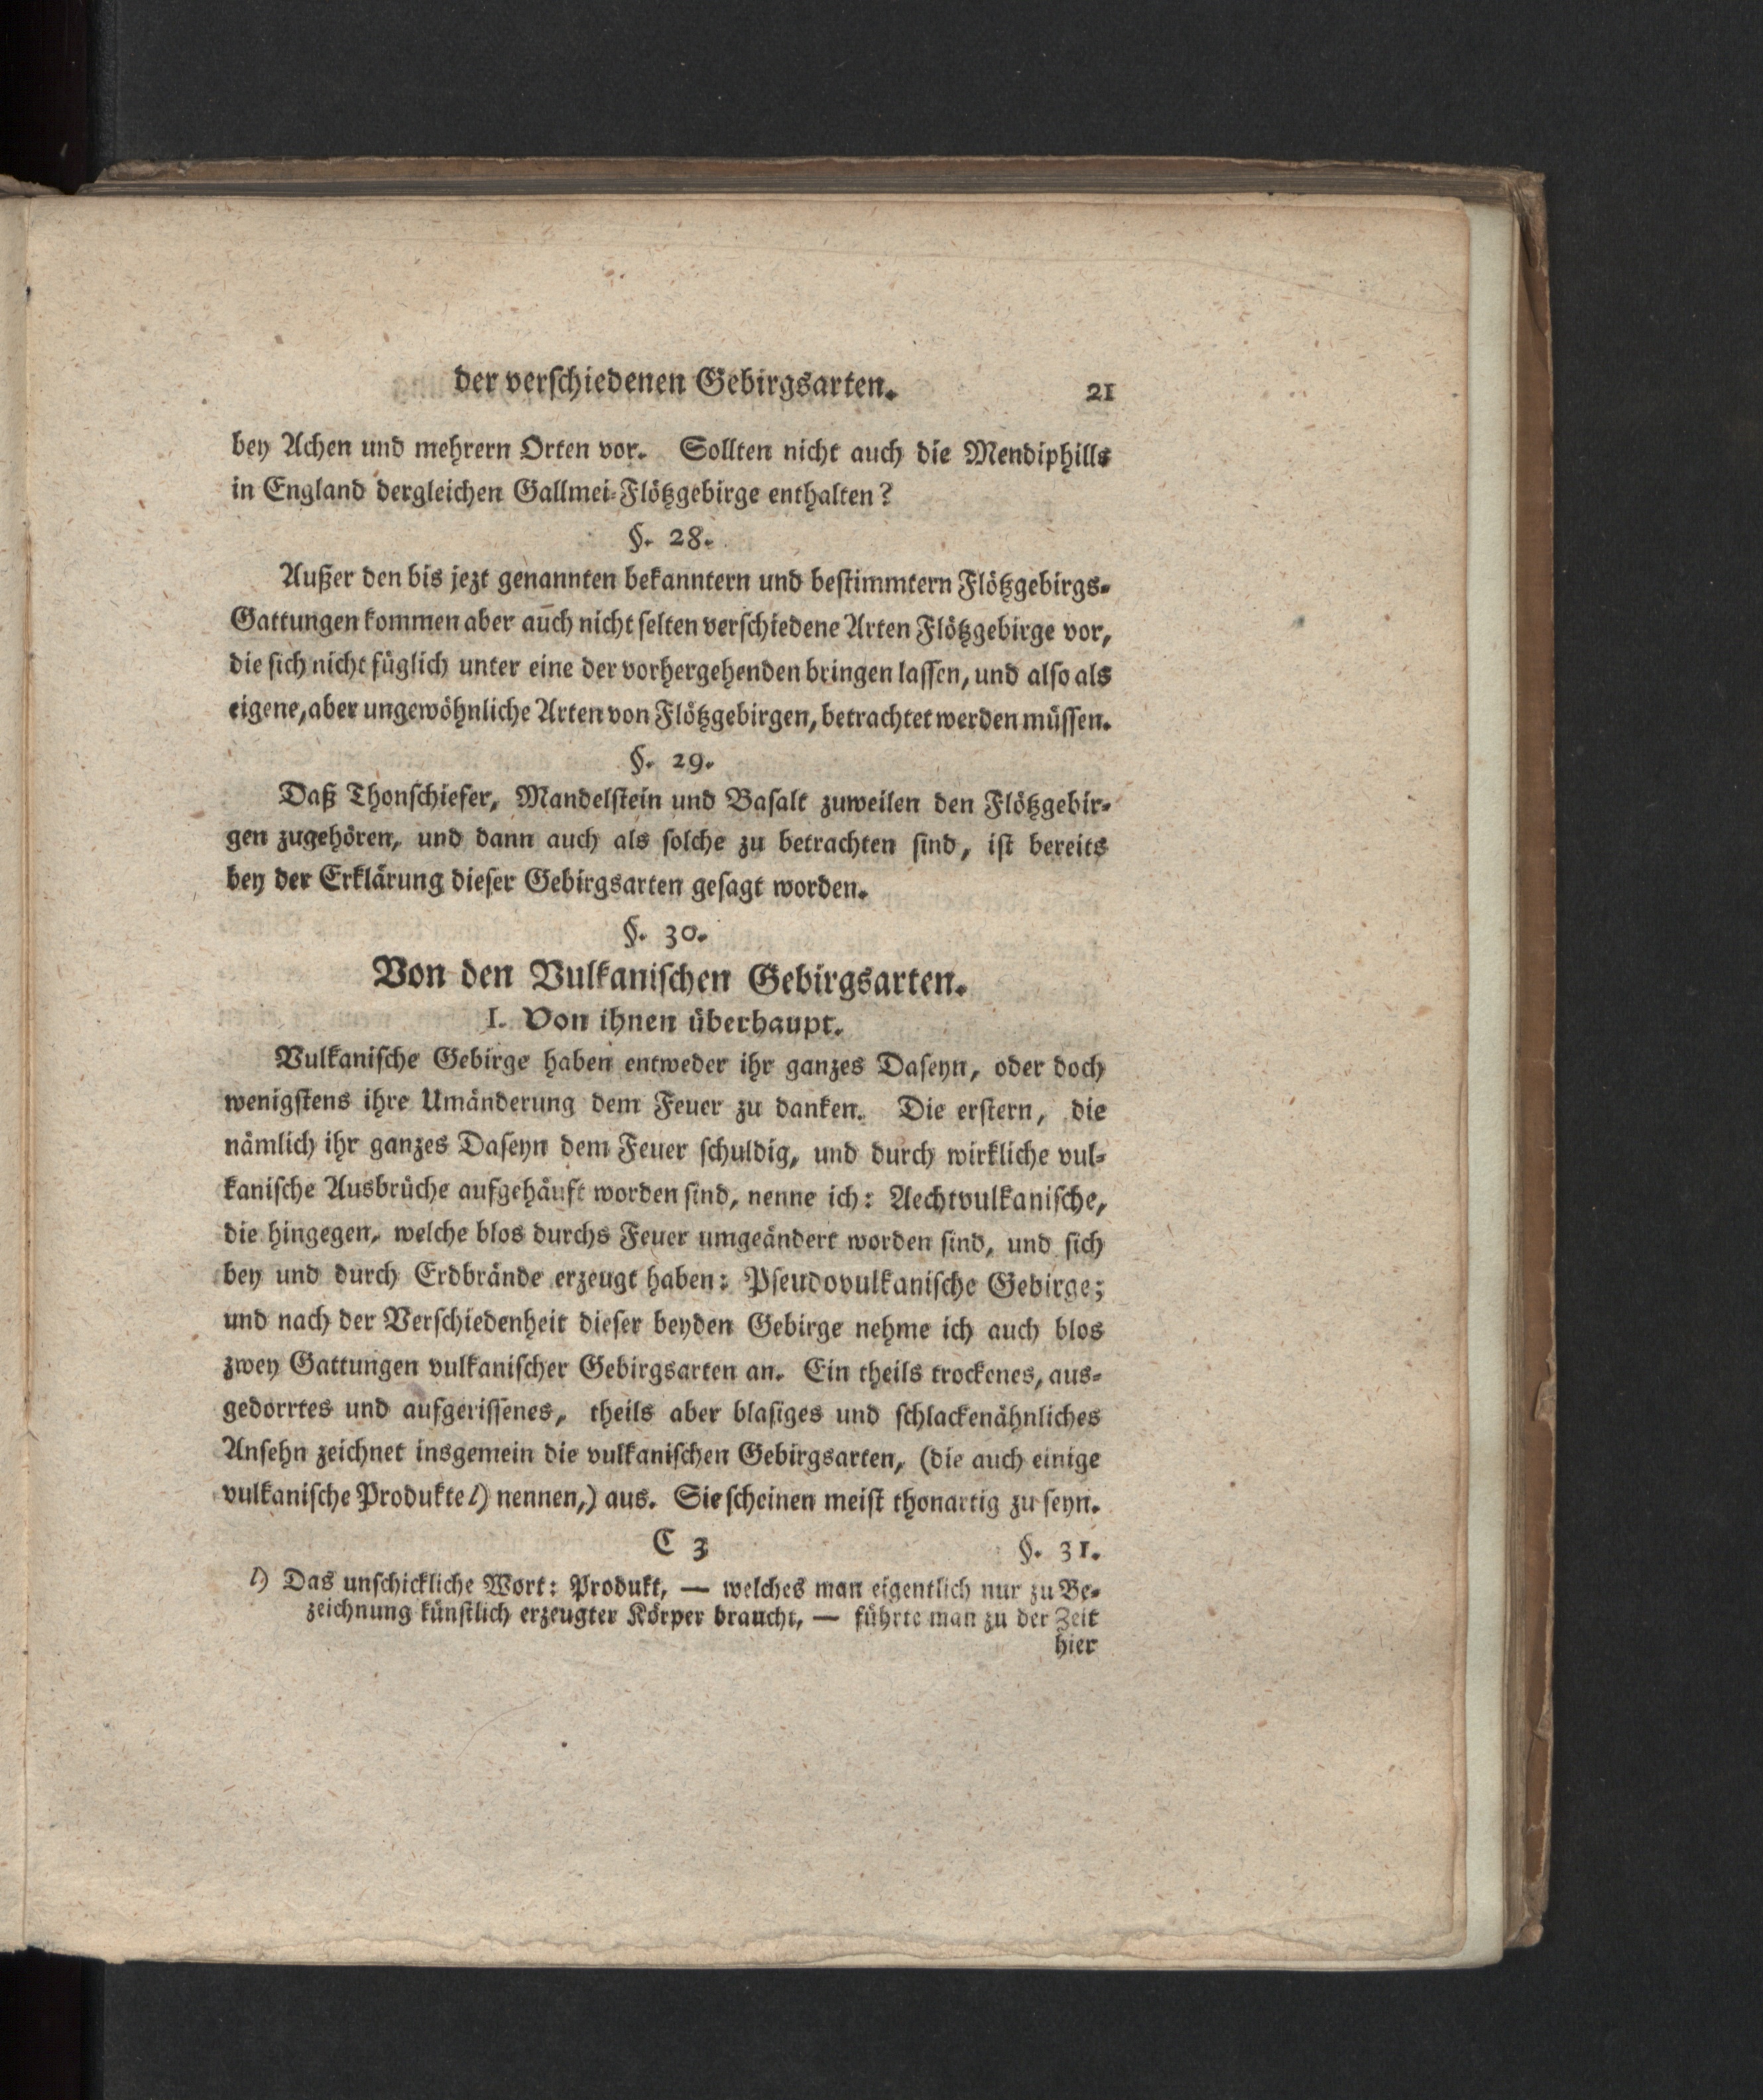 der verschiedenen Gebirgsarten. 21
bey Achen und mehrern Orten vor. Sollten nicht auch die Mendiphills
in England dergleichen Gallmei-Flötzgebirge enthalten?
§. 28.
Außer den bis jezt genannten bekanntern und bestimmtern Flötzgebirgs-
Gattungen kommen aber auch nicht selten verschiedene Arten Flötzgebirge vor,
die sich nicht füglich unter eine der vorhergehenden bringen lassen, und also als
eigene, aber ungewöhnliche Arten von Flötzgebirgen, betrachtet werden müssen.
§. 29.
Daß Thonschiefer, Mandelstein und Basalt zuweilen den Flötzgebir-
gen zugehören, und dann auch als solche zu betrachten sind, ist bereits
bey der Erklärung dieser Gebirgsarten gesagt worden.
§. 30.
Von den Vulkanischen Gebirgsarten.
I. Von ihnen überhaupt.
Vulkanische Gebirge haben entweder ihr ganzes Daseyn, oder doch
wenigstens ihre Umänderung dem Feuer zu danken. Die erstern, die
nämlich ihr ganzes Daseyn dem Feuer schuldig, und durch wirkliche vul-
kanische Ausbrüche aufgehäuft worden sind, nenne ich: Aechtvulkanische,
die hingegen, welche blos durchs Feuer umgeändert worden sind, und sich
bey und durch Erdbrände erzeugt haben: Pseudovulkanische Gebirge;
und nach der Verschiedenheit dieser beyden Gebirge nehme ich auch blos
zwey Gattungen vulkanischer Gebirgsarten an. Ein theils trockenes, aus-
gedorrtes und aufgerissenes, theils aber blasiges und schlackenähnliches
Ansehn zeichnet insgemein die vulkanischen Gebirgsarten, (die auch einige
vulkanische Produkte l) nennen,) aus. Sie scheinen meist thonartig zu seyn.
C 3 §. 31.
l) Das unschickliche Wort: Produkt, — welches man eigentlich nur zu Be-
zeichnung künstlich erzeugter Körper braucht, — führte man zu der Zeit
hier